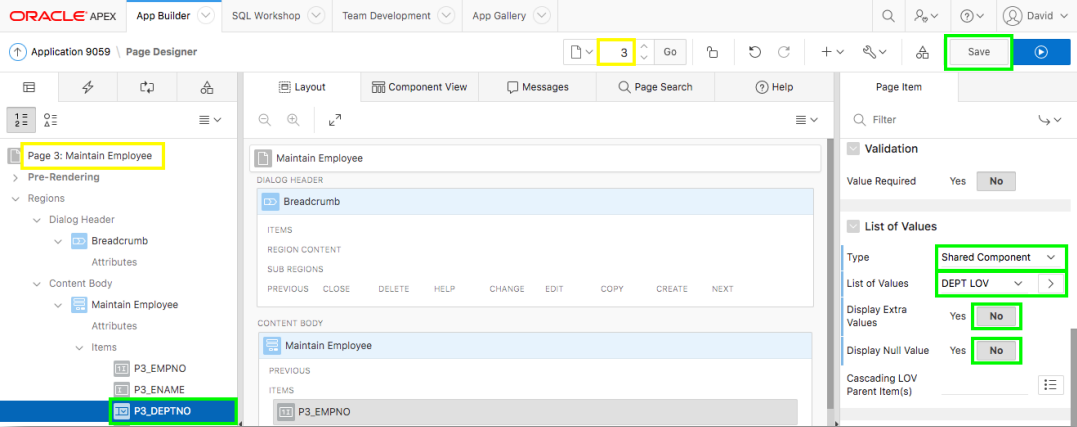 ORACLE APEX App Builder SQL Workshop Team Development App Gallery David
Application 9059 \ Page Designer 3 Go Save
Layout Component View Messages Page Search Help Page Item
Filter
Page 3: Maintain Employee
Pre-Rendering
Regions
Dialog Header
Breadcrumb
Attributes
Content Body
Maintain Employee
Attributes
Items
P3_EMPNO
P3_ENAME
P3_DEPTNO
Maintain Employee
DIALOG HEADER
Breadcrumb
ITEMS
REGION CONTENT
SUB REGIONS
PREVIOUS CLOSE DELETE HELP CHANGE EDIT COPY CREATE NEXT
CONTENT BODY
Maintain Employee
PREVIOUS
ITEMS
P3_EMPNO
Validation
Value Required Yes No
List of Values
Type Shared Component
List of Values DEPT LOV
Display Extra
Values Yes No
Display Null Value Yes No
Cascading LOV
Parent Item(s)